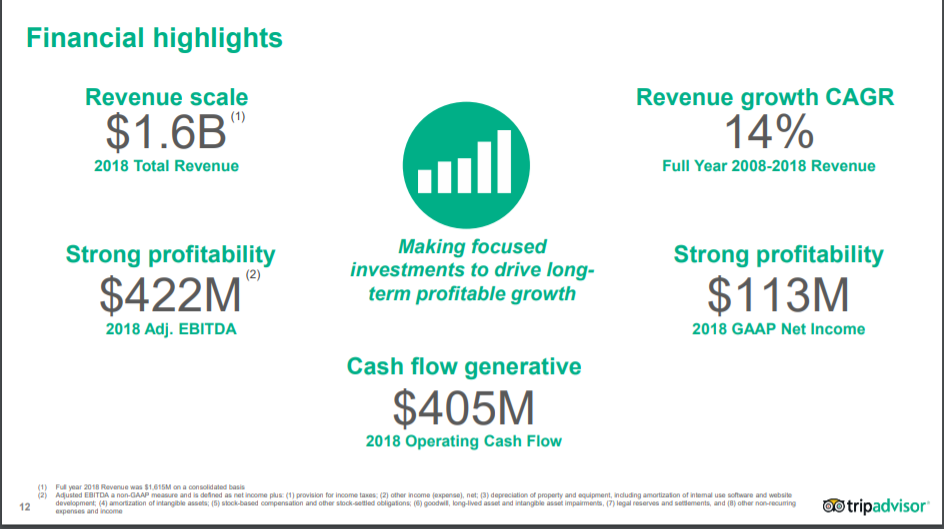 Financial highlights
Revenue scale
$1.6B (1)
2018 Total Revenue
Revenue growth CAGR
14%
Full Year 2008-2018 Revenue
Strong profitability
$422M (2)
2018 Adj. EBITDA
Making focused
investments to drive long-
term profitable growth
Strong profitability
$113M
2018 GAAP Net Income
Cash flow generative
$405M
2018 Operating Cash Flow
(1) Full year 2018 Revenue was $1,615M on a consolidated basis
(2) Adjusted EBITDA a non-GAAP measure and is defined as net income plus: (1) provision for income taxes; (2) other income (expense), net; (3) depreciation of property and equipment, including amortization of internal use software and website
development; (4) amortization of intangible assets; (5) stock-based compensation and other stock-settled obligations; (6) goodwill, long-lived asset and intangible asset impairments, (7) legal reserves and settlements, and (8) other non-recurring
expenses and income
12
tripadvisor®